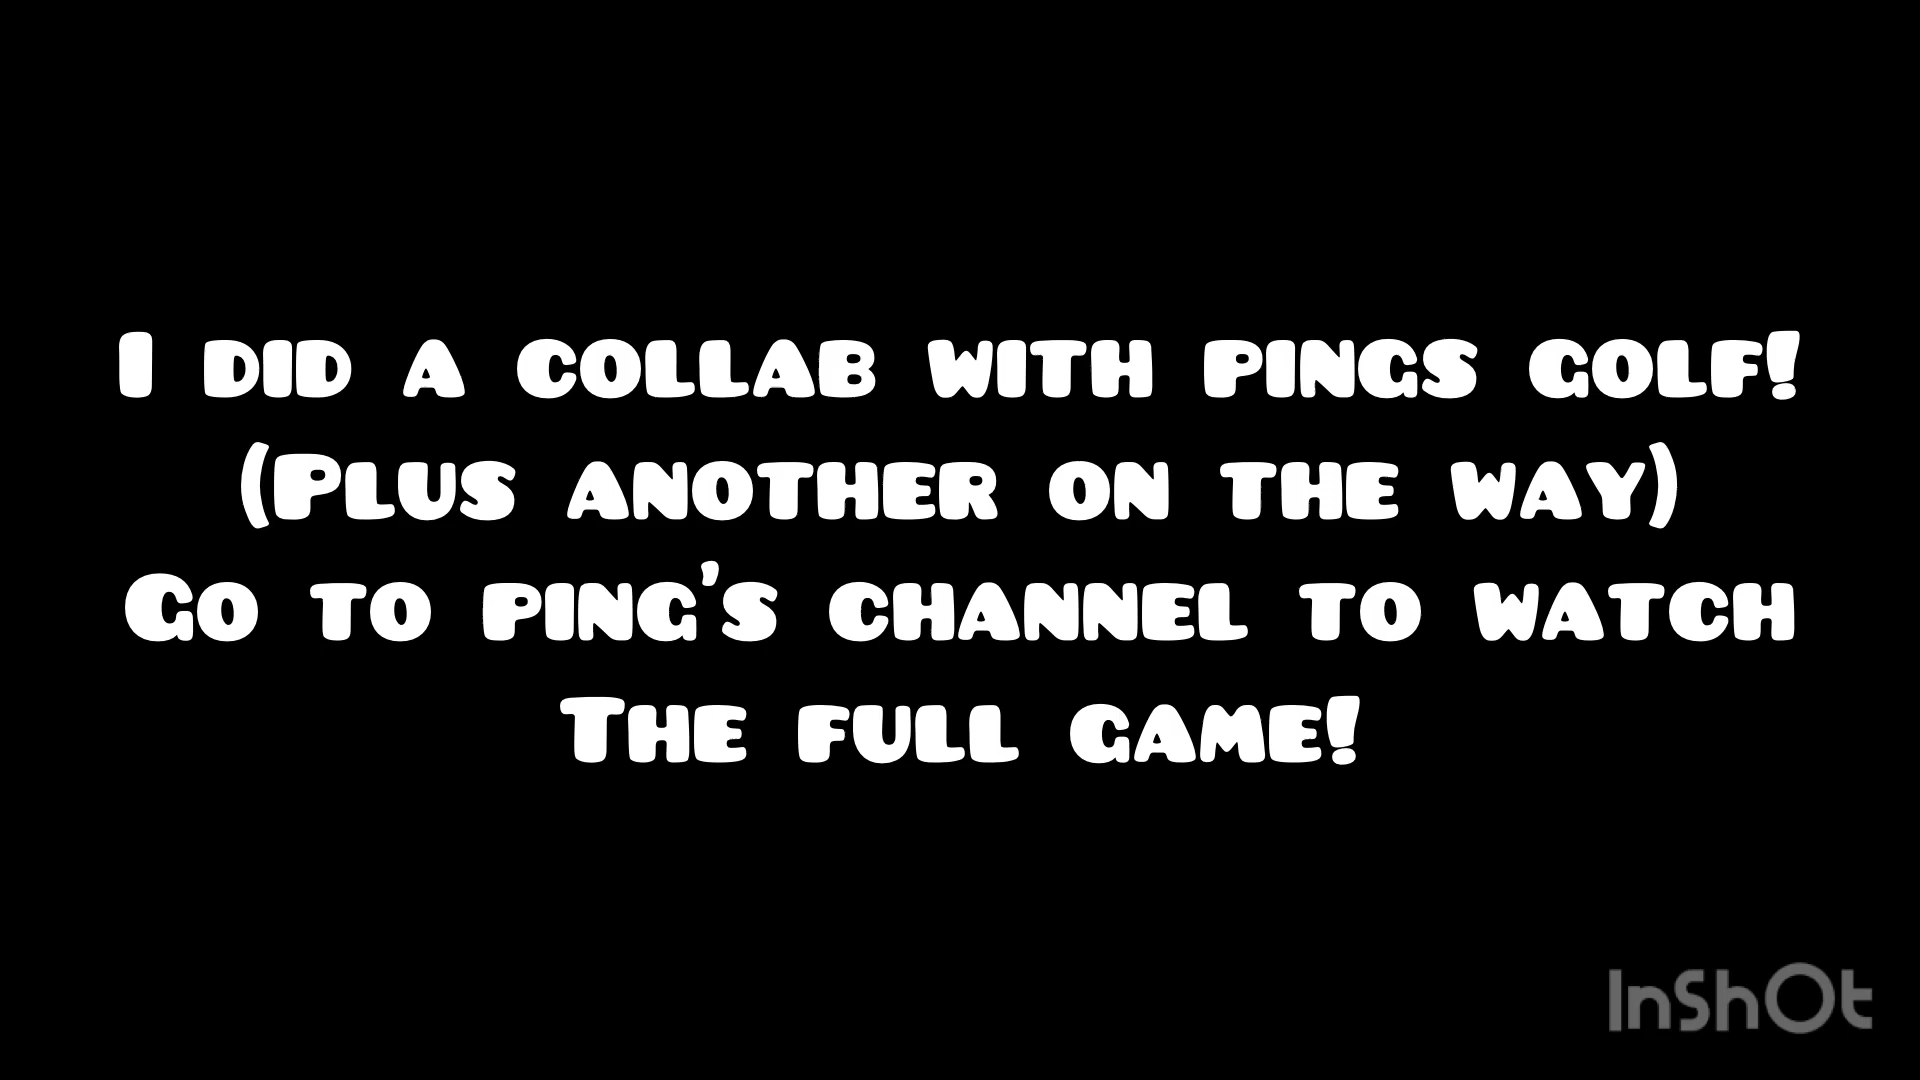 I did a collab with pings golf!
(Plus another on the way)
Go to ping's channel to watch
The full game!
InShOt